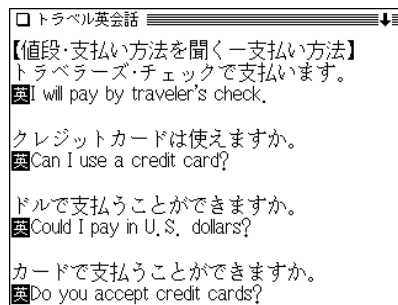 トラベル英会話
【値段・支払い方法を聞くー支払い方法】
トラベラーズ・チェックで支払います。
英I will pay by traveler's check.
クレジットカードは使えますか。
英Can I use a credit card?
ドルで支払うことができますか。
英Could I pay in U.S. dollars?
カードで支払うことができますか。
英Do you accept credit cards?